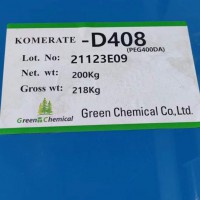 KOMERATE -D408
(PEG400DA)
Lot. No: 21123E09
Net. wt: 200Kg
Gross wt: 218Kg
Green Chemical
Green Chemical Co,.Ltd.